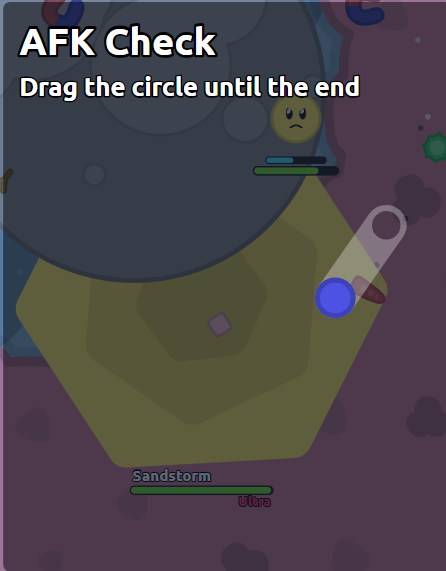 AFK Check
Drag the circle until the end
Sandstorm
Ultra